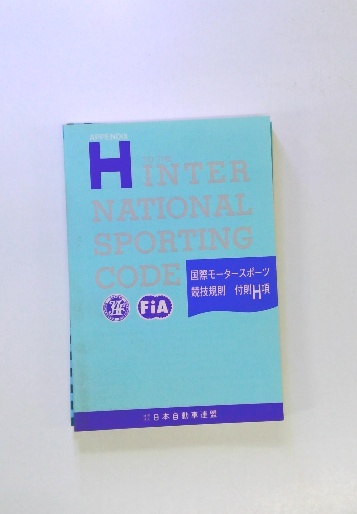 APPENDIX
H
INTER
NATIONAL
SPORTING
CODE
国際モータースポーツ
競技規則 付則H項
FiA
日本自動車連盟